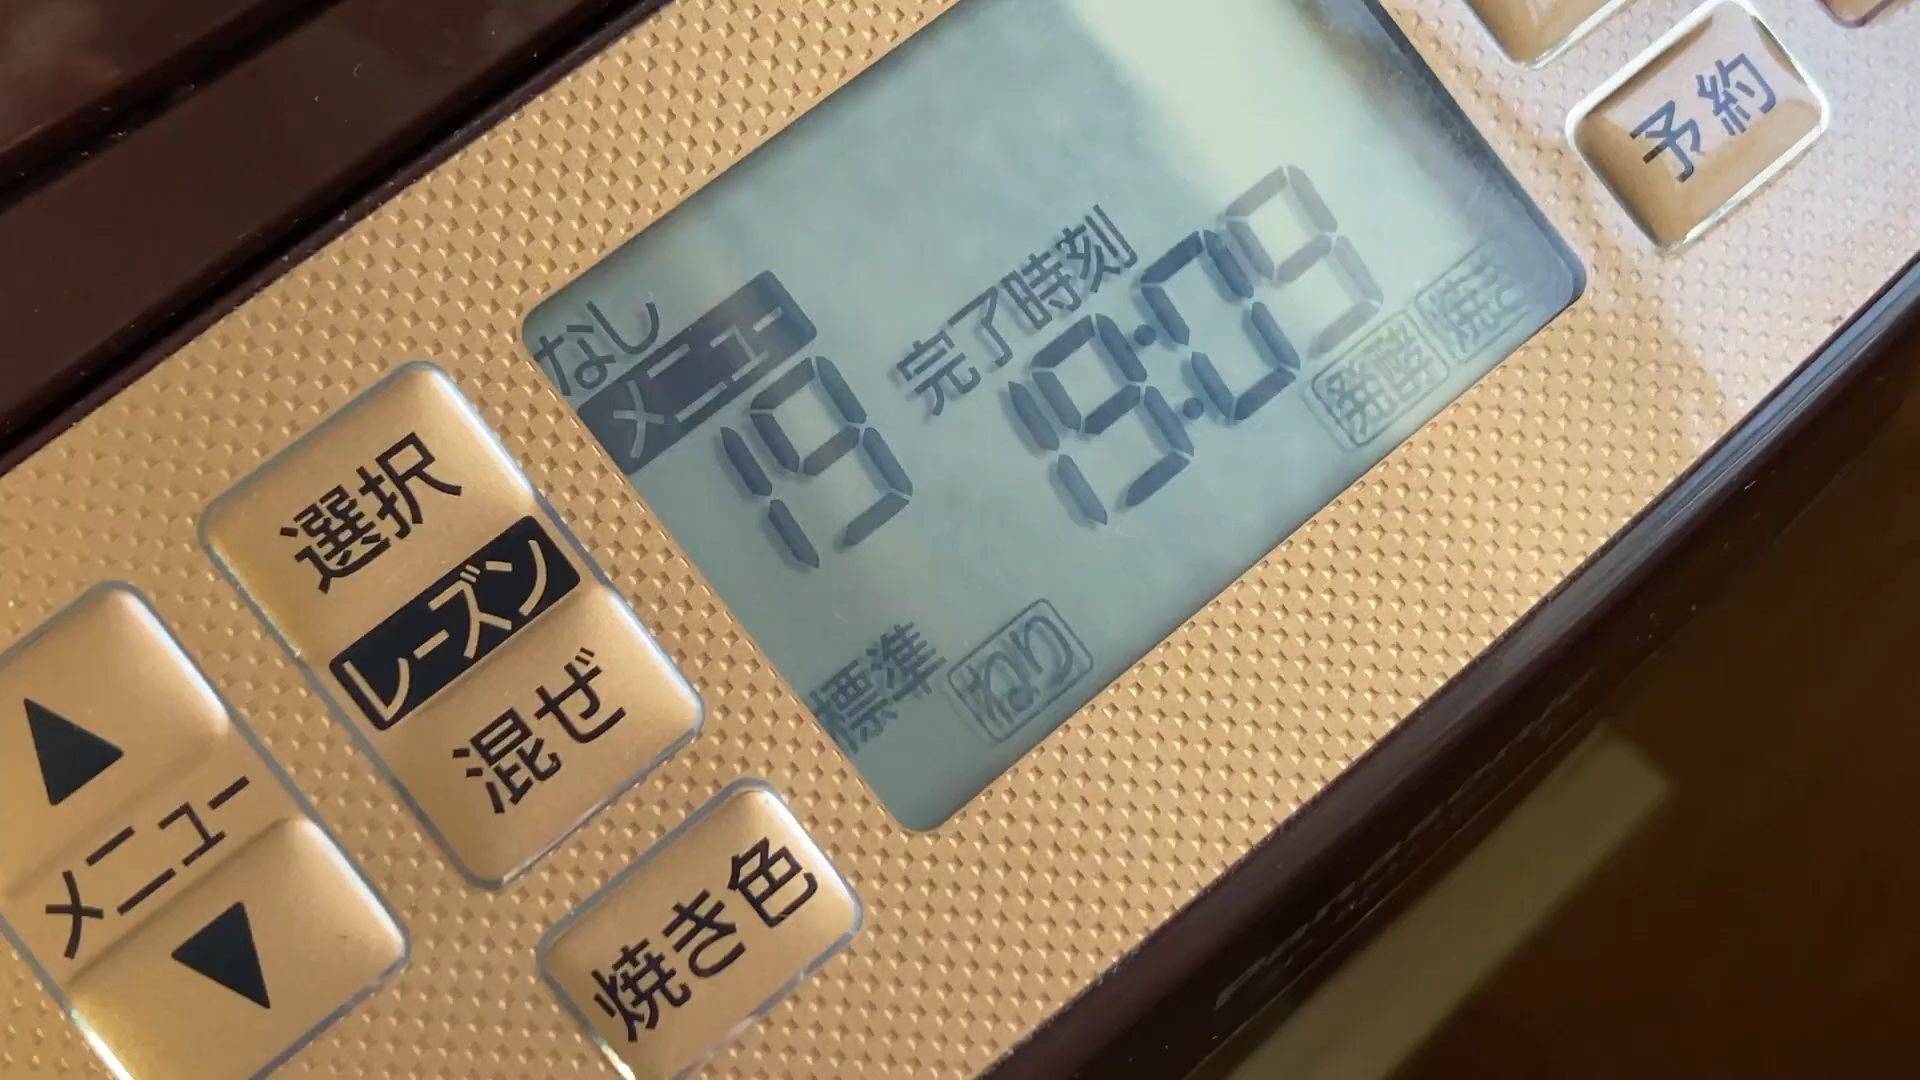 予約
なし
メニュー
19
完了時刻
19:09
発酵
焼き
標準
ねり
選択
レーズン
混ぜ
メニュー
焼き色